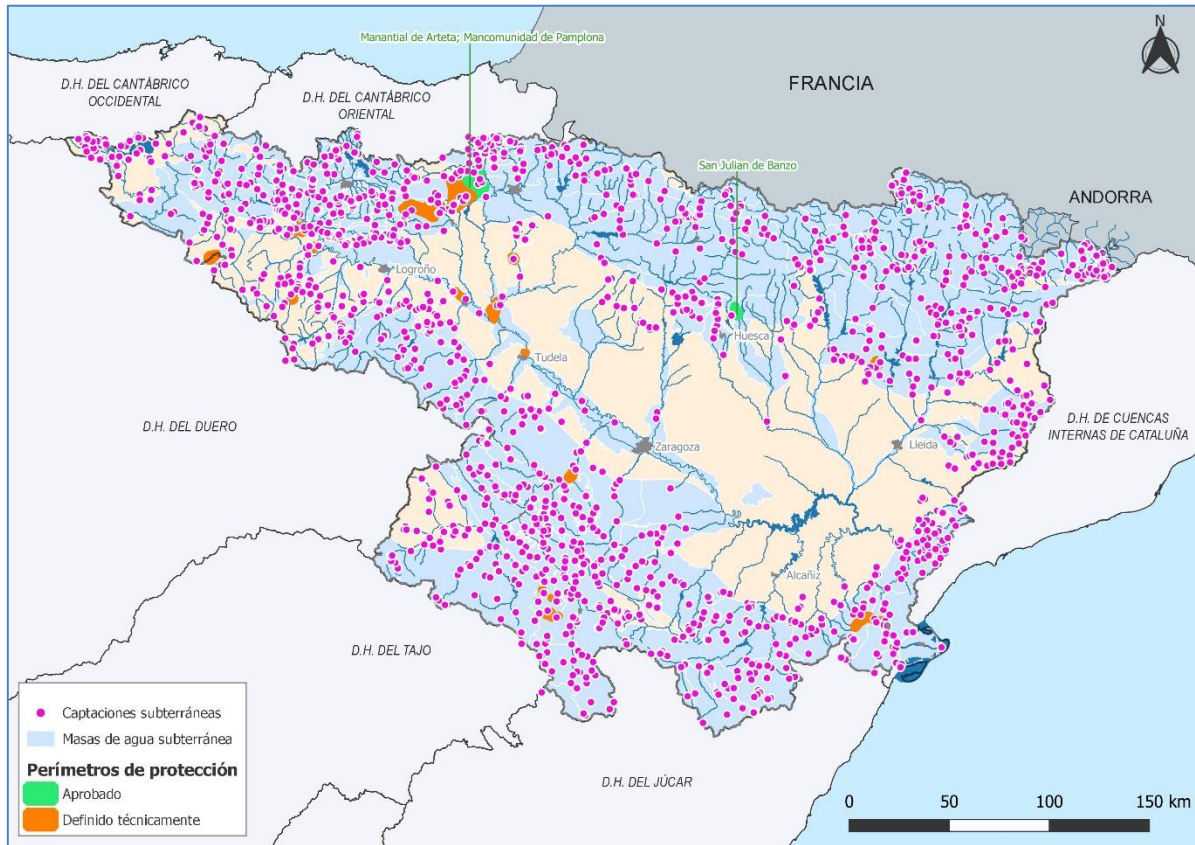 Manantial de Arteta; Mancomunidad de Pamplona
N
D.H. DEL CANTÁBRICO
OCCIDENTAL
D.H. DEL CANTÁBRICO
ORIENTAL
FRANCIA
San Julian de Banzo
ANDORRA
Logroño
Huesca
Tudela
D.H. DEL DUERO
D.H. DE CUENCAS
INTERNAS DE CATALUÑA
Zaragoza
Lleida
Alcañiz
D.H. DEL TAJO
D.H. DEL JÚCAR
Captaciones subterráneas
Masas de agua subterránea
Perímetros de protección
Aprobado
Definido técnicamente
0 50 100 150 km